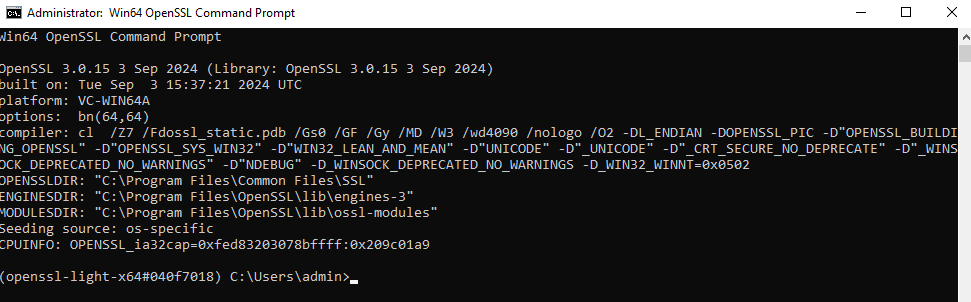 Administrator: Win64 OpenSSL Command Prompt
Win64 OpenSSL Command Prompt
OpenSSL 3.0.15 3 Sep 2024 (Library: OpenSSL 3.0.15 3 Sep 2024)
built on: Tue Sep  3 15:37:21 2024 UTC
platform: VC-WIN64A
options:  bn(64,64)
compiler: cl  /Z7 /Fdossl_static.pdb /Gs0 /GF /Gy /MD /W3 /wd4090 /nologo /O2 -DL_ENDIAN -DOPENSSL_PIC -D"OPENSSL_BUILDI
NG_OPENSSL" -D"OPENSSL_SYS_WIN32" -D"WIN32_LEAN_AND_MEAN" -D"UNICODE" -D"_UNICODE" -D"_CRT_SECURE_NO_DEPRECATE" -D"_WINS
OCK_DEPRECATED_NO_WARNINGS" -D"NDEBUG" -D_WINSOCK_DEPRECATED_NO_WARNINGS -D_WIN32_WINNT=0x0502
OPENSSLDIR: "C:\Program Files\Common Files\SSL"
ENGINESDIR: "C:\Program Files\OpenSSL\lib\engines-3"
MODULESDIR: "C:\Program Files\OpenSSL\lib\ossl-modules"
Seeding source: os-specific
CPUINFO: OPENSSL_ia32cap=0xfed83203078bffff:0x209c01a9
(openssl-light-x64#040f7018) C:\Users\admin>